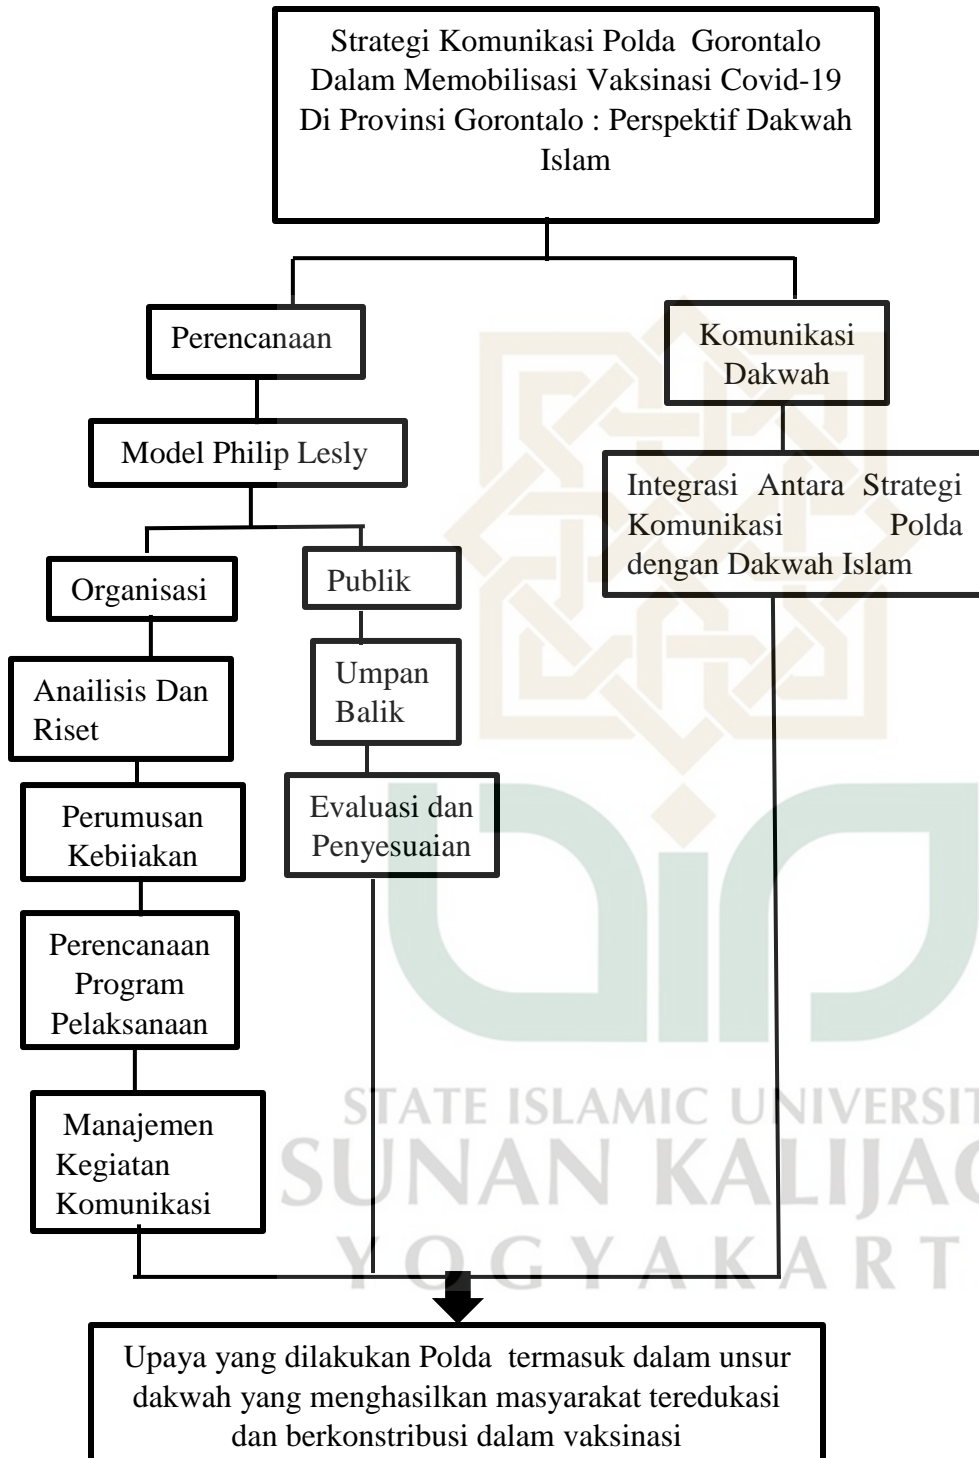 Strategi Komunikasi Polda Gorontalo
Dalam Memobilisasi Vaksinasi Covid-19
Di Provinsi Gorontalo : Perspektif Dakwah
Islam
Perencanaan
Komunikasi
Dakwah
Model Philip Lesly
Integrasi Antara Strategi
Komunikasi Polda
dengan Dakwah Islam
Organisasi
Publik
Anailisis Dan
Riset
Umpan
Balik
Perumusan
Kebijakan
Evaluasi dan
Penyesuaian
Perencanaan
Program
Pelaksanaan
Manajemen
Kegiatan
Komunikasi
STATE ISLAMIC UNIVERSIT
SUNAN KALIJAG
YOGYAKART
Upaya yang dilakukan Polda termasuk dalam unsur
dakwah yang menghasilkan masyarakat teredukasi
dan berkonstribusi dalam vaksinasi